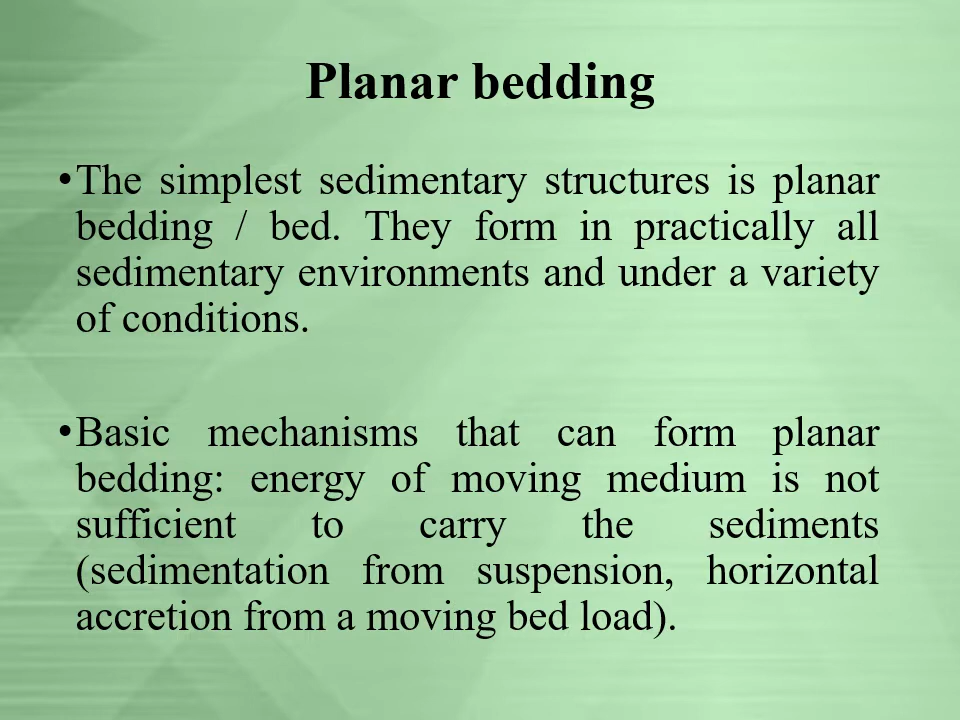 Planar bedding
•The simplest sedimentary structures is planar
bedding / bed. They form in practically all
sedimentary environments and under a variety
of conditions.
•Basic mechanisms that can form planar
bedding: energy of moving medium is not
sufficient to carry the sediments
(sedimentation from suspension, horizontal
accretion from a moving bed load).